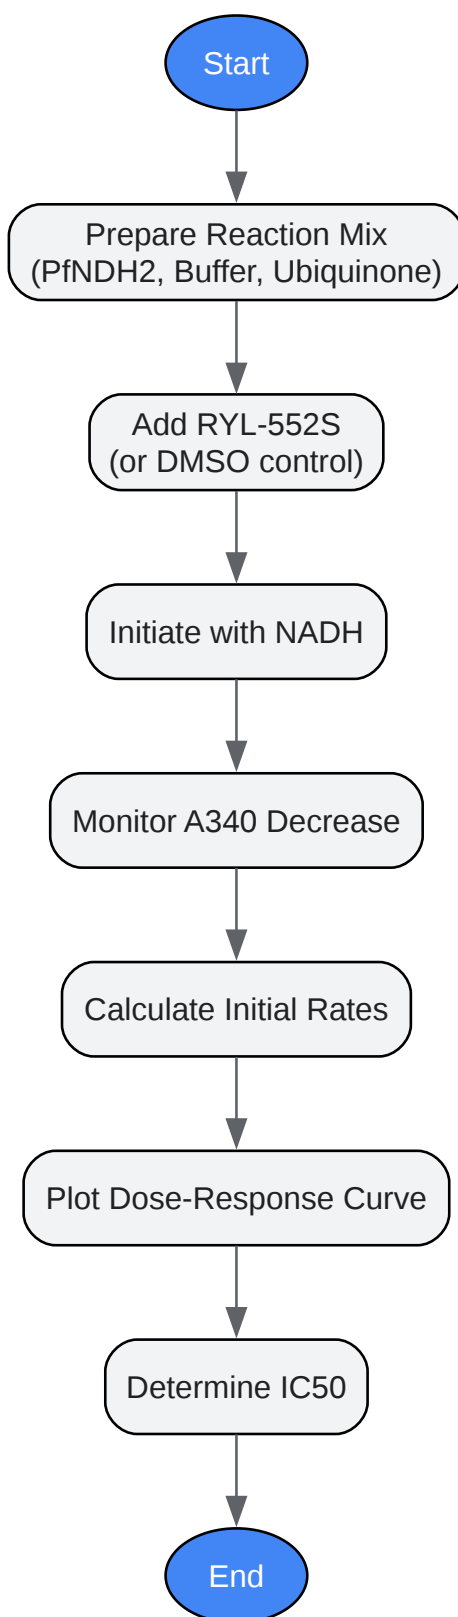 Start
Prepare Reaction Mix
(PfNDH2, Buffer, Ubiquinone)
Add RYL-552S
(or DMSO control)
Initiate with NADH
Monitor A340 Decrease
Calculate Initial Rates
Plot Dose-Response Curve
Determine IC50
End